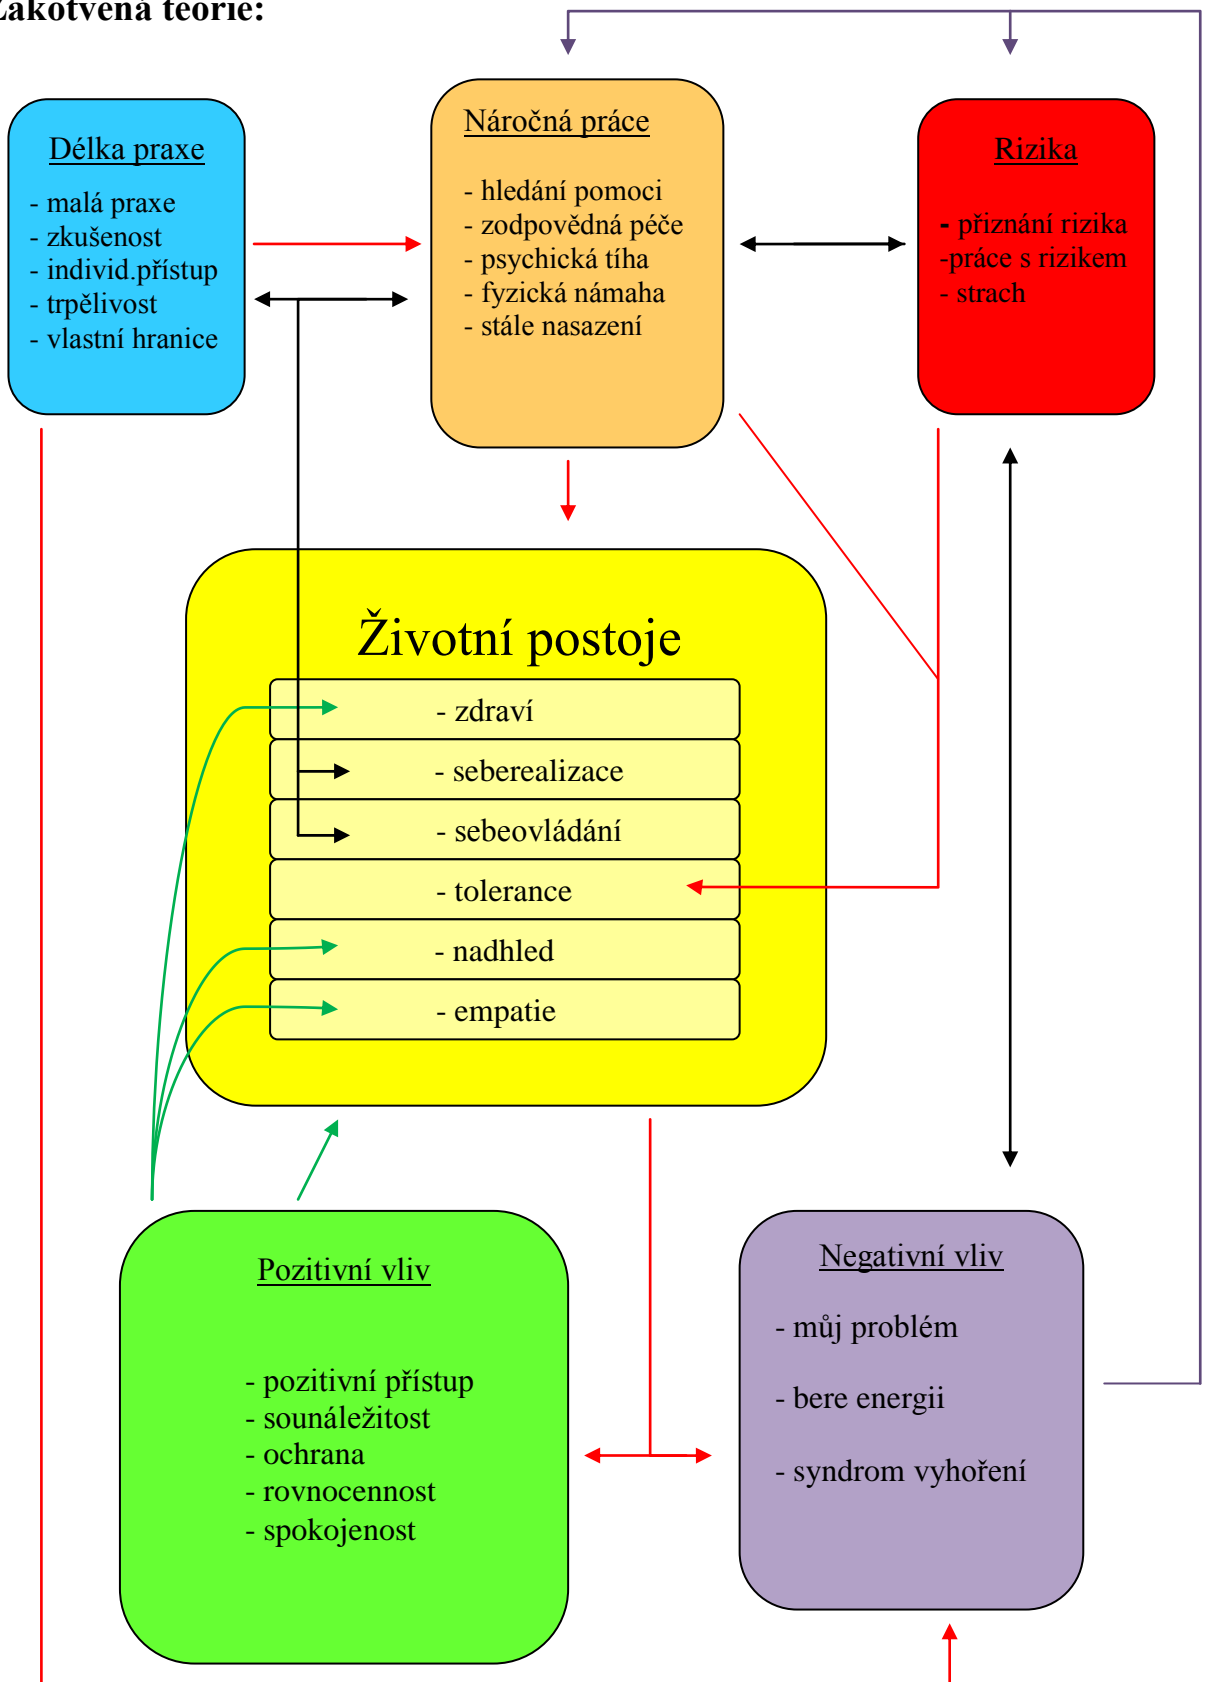 Zakotvená teorie:
Délka praxe
- malá praxe
- zkušenost
- individ.přístup
- trpělivost
- vlastní hranice
Náročná práce
- hledání pomoci
- zodpovědná péče
- psychická tíha
- fyzická námaha
- stále nasazení
Rizika
- přiznání rizika
-práce s rizikem
- strach
Životní postoje
- zdraví
- seberealizace
- sebeovládání
- tolerance
- nadhled
- empatie
Pozitivní vliv
- pozitivní přístup
- sounáležitost
- ochrana
- rovnocennost
- spokojenost
Negativní vliv
- můj problém
- bere energii
- syndrom vyhoření